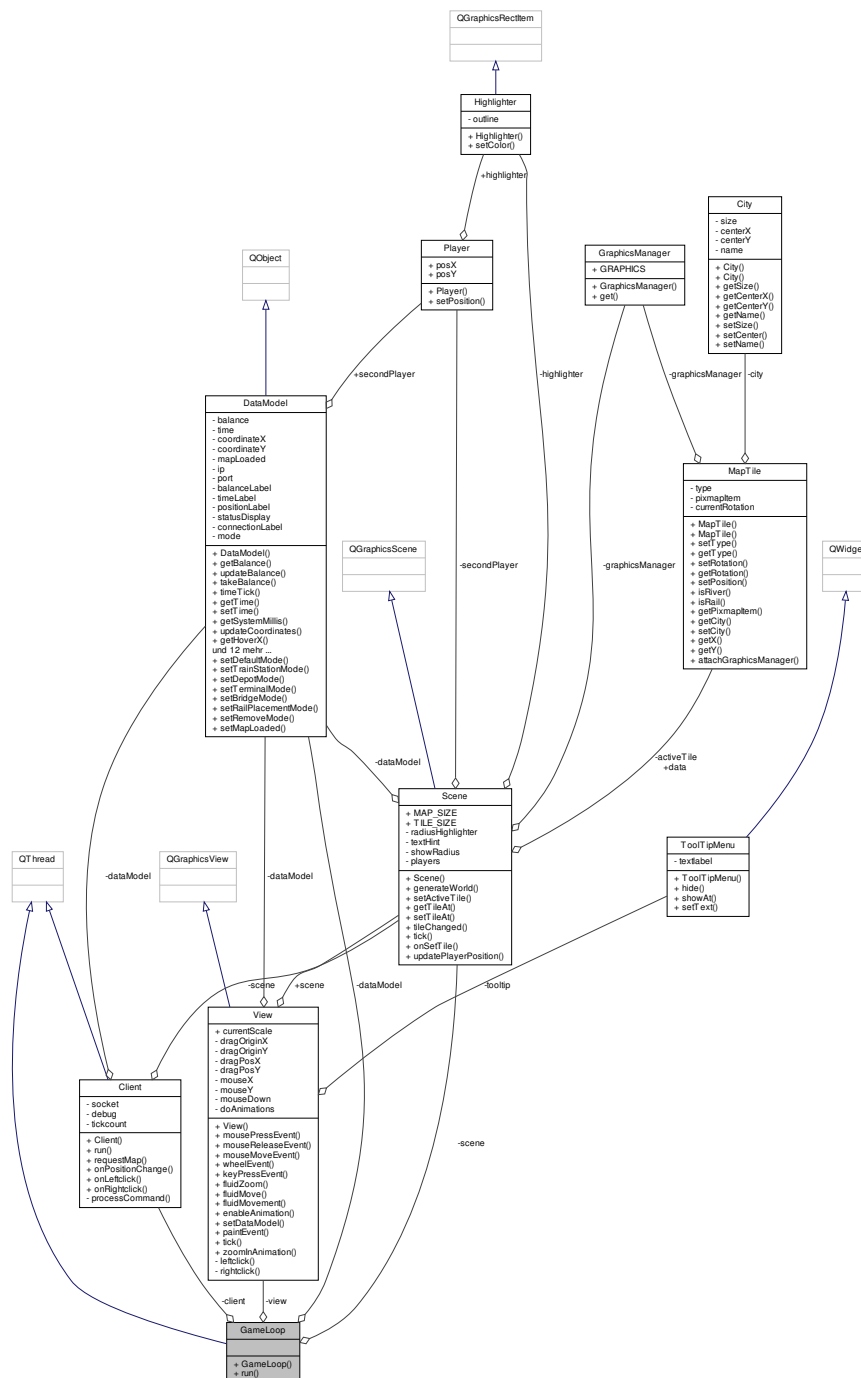 QGraphicsRectItem
Highlighter
- outline
+ Highlighter()
+ setColor()
+highlighter
City
- size
- centerX
- centerY
- name
+ City()
+ City()
+ getSize()
+ getCenterX()
+ getCenterY()
+ getName()
+ setSize()
+ setCenter()
+ setName()
Player
+ posX
+ posY
+ Player()
+ setPosition()
GraphicsManager
+ GRAPHICS
+ GraphicsManager()
+ get()
QObject
+secondPlayer
-highlighter
-graphicsManager
-city
DataModel
- balance
- time
- coordinateX
- coordinateY
- mapLoaded
- ip
- port
- balanceLabel
- timeLabel
- positionLabel
- statusDisplay
- connectionLabel
- mode
+ DataModel()
+ getBalance()
+ updateBalance()
+ takeBalance()
+ timeTick()
+ getTime()
+ setTime()
+ getSystemMillis()
+ updateCoordinates()
+ getHoverX()
und 12 mehr ...
+ setDefaultMode()
+ setTrainStationMode()
+ setDepotMode()
+ setTerminalMode()
+ setBridgeMode()
+ setRailPlacementMode()
+ setRemoveMode()
+ setMapLoaded()
MapTile
- type
- pixmapItem
- currentRotation
+ MapTile()
+ MapTile()
+ setType()
+ getType()
+ setRotation()
+ getRotation()
+ setPosition()
+ isRiver()
+ isRail()
+ getPixmapItem()
+ getCity()
+ setCity()
+ getX()
+ getY()
+ attachGraphicsManager()
QGraphicsScene
QWidge
-secondPlayer
-graphicsManager
-dataModel
-activeTile
+data
Scene
+ MAP_SIZE
+ TILE_SIZE
- radiusHighlighter
- textHint
- showRadius
- players
+ Scene()
+ generateWorld()
+ setActiveTile()
+ getTileAt()
+ setTileAt()
+ tileChanged()
+ tick()
+ onSetTile()
+ updatePlayerPosition()
ToolTipMenu
- textlabel
+ ToolTipMenu()
+ hide()
+ showAt()
+ setText()
QThread
QGraphicsView
-dataModel
-dataModel
-scene
+scene
-dataModel
-tooltip
View
+ currentScale
- dragOriginX
- dragOriginY
- dragPosX
- dragPosY
- mouseX
- mouseY
- mouseDown
- doAnimations
+ View()
+ mousePressEvent()
+ mouseReleaseEvent()
+ mouseMoveEvent()
+ wheelEvent()
+ keyPressEvent()
+ fluidZoom()
+ fluidMove()
+ fluidMovement()
+ enableAnimation()
+ setDataModel()
+ paintEvent()
+ tick()
+ zoomInAnimation()
- leftclick()
- rightclick()
Client
- socket
- debug
- tickcount
+ Client()
+ run()
+ requestMap()
+ onPositionChange()
+ onLeftclick()
+ onRightclick()
- processCommand()
-scene
-client
-view
GameLoop
+ GameLoop()
+ run()